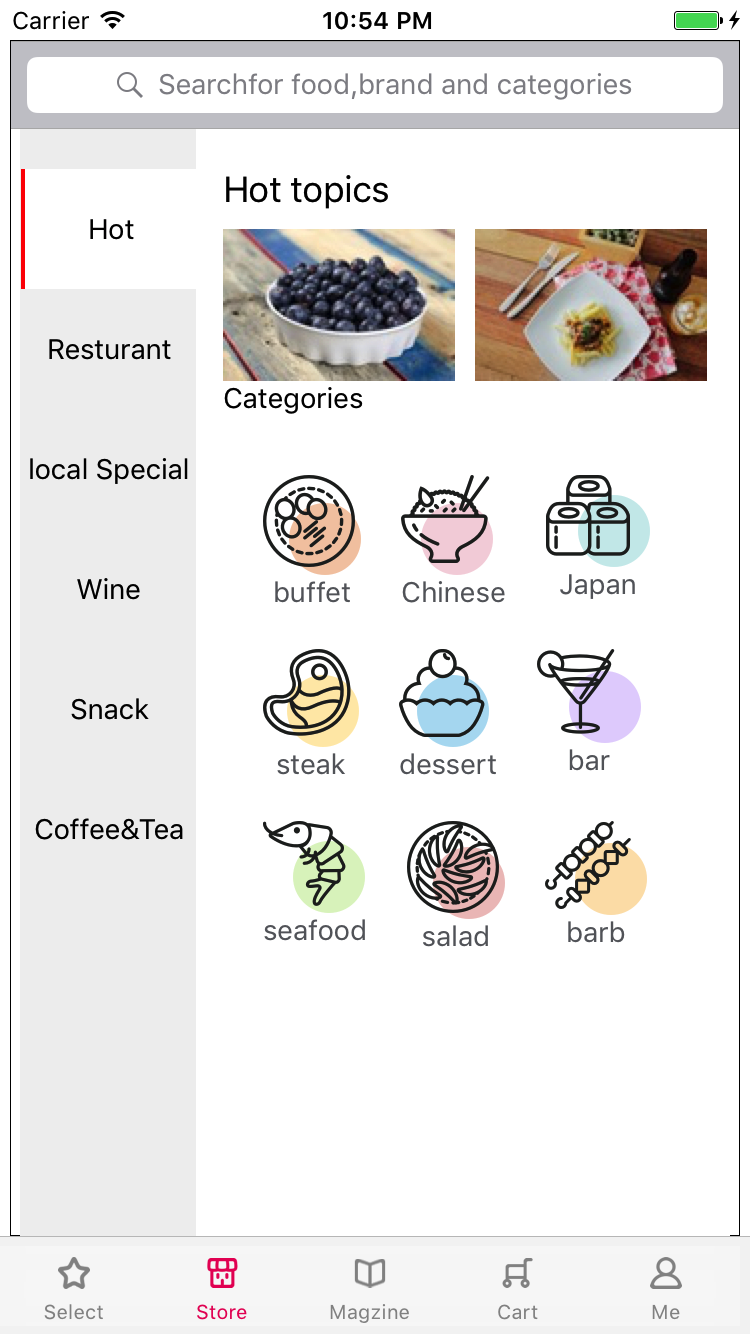 Carrier 10:54 PM
Searchfor food,brand and categories
Hot
Resturant
local Special
Wine
Snack
Coffee&Tea
Hot topics
Categories
buffet Chinese Japan
steak dessert bar
seafood salad barb
Select Store Magzine Cart Me